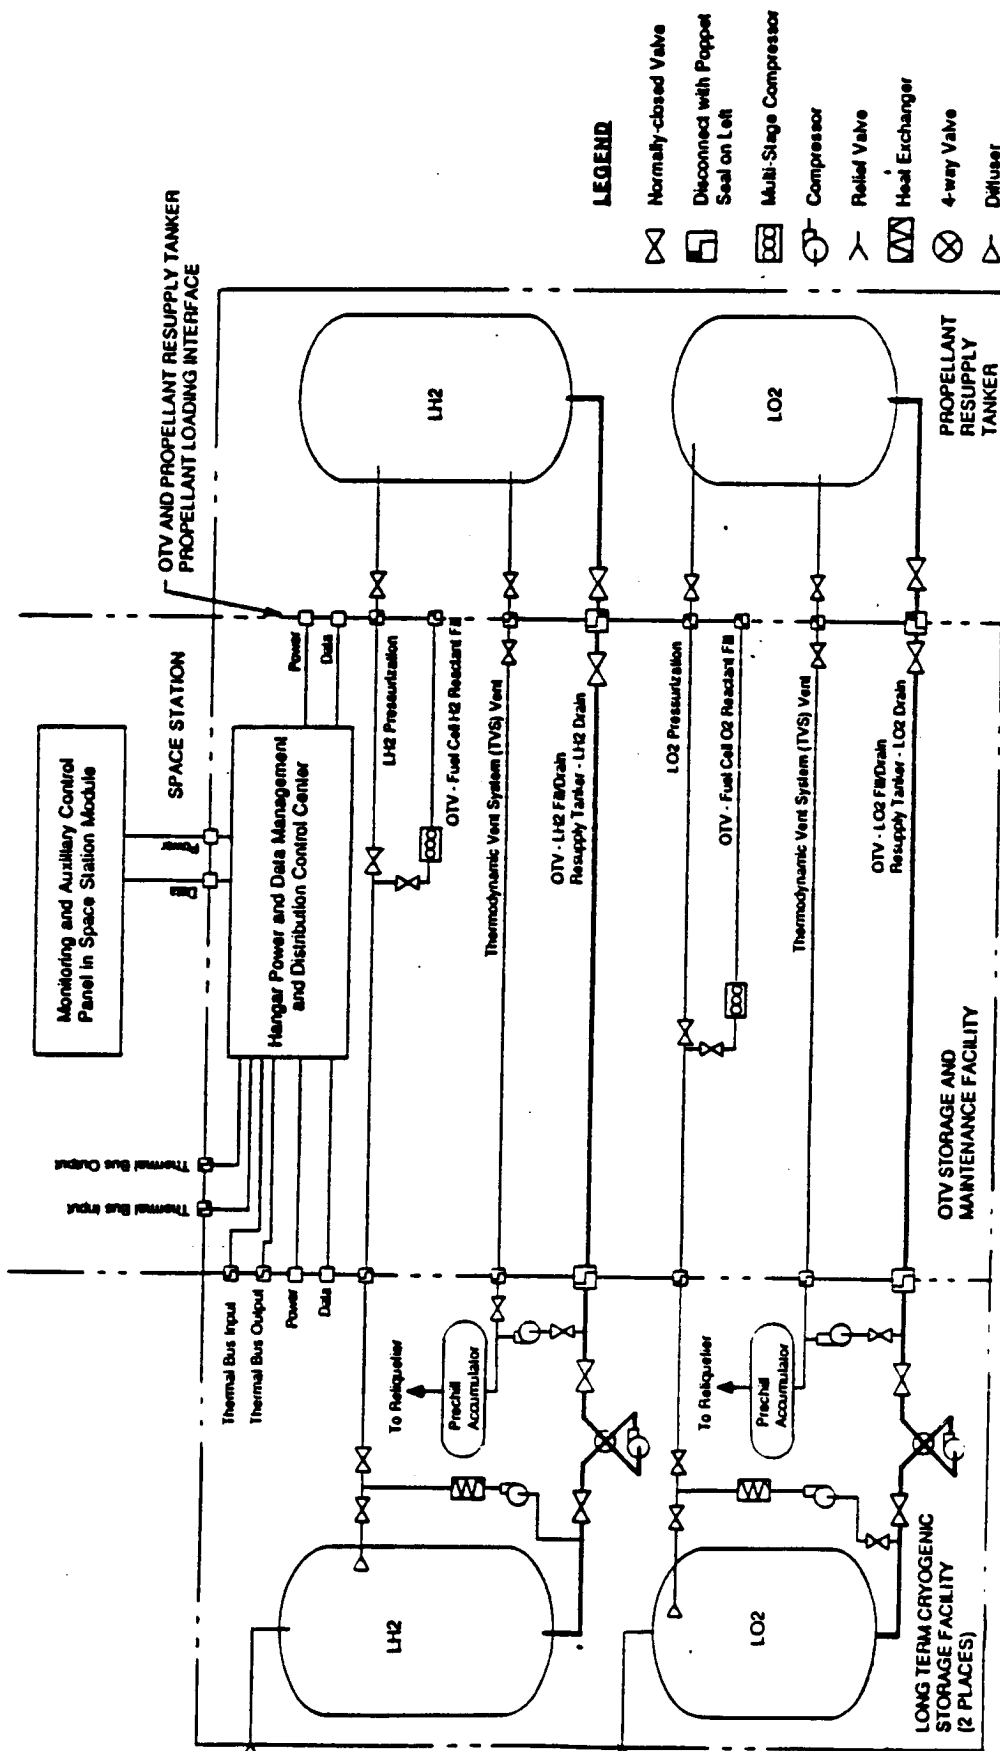 Monitoring and Auxiliary Control
Panel in Space Station Module
SPACE STATION
OTV AND PROPELLANT RESUPPLY TANKER
PROPELLANT LOADING INTERFACE
Data
Power
Thermal Bus Input
Thermal Bus Output
Hangar Power and Data Management
and Distribution Control Center
Power
Data
Thermal Bus Input
Thermal Bus Output
Power
Data
LH2 Pressurization
OTV - Fuel Cell H2 Reactant Fill
Thermodynamic Vent System (TVS) Vent
OTV - LH2 Fill/Drain
Resupply Tanker - LH2 Drain
To Reliquefier
Prechill
Accumulator
LH2
LH2
LO2 Pressurization
OTV - Fuel Cell O2 Reactant Fill
Thermodynamic Vent System (TVS) Vent
OTV - LO2 Fill/Drain
Resupply Tanker - LO2 Drain
To Reliquefier
Prechill
Accumulator
LO2
LO2
LONG TERM CRYOGENIC
STORAGE FACILITY
(2 PLACES)
OTV STORAGE AND
MAINTENANCE FACILITY
PROPELLANT
RESUPPLY
TANKER
LEGEND
Normally-closed Valve
Disconnect with Poppet
Seal on Left
Multi-Stage Compressor
Compressor
Relief Valve
Heat Exchanger
4-way Valve
Diffuser